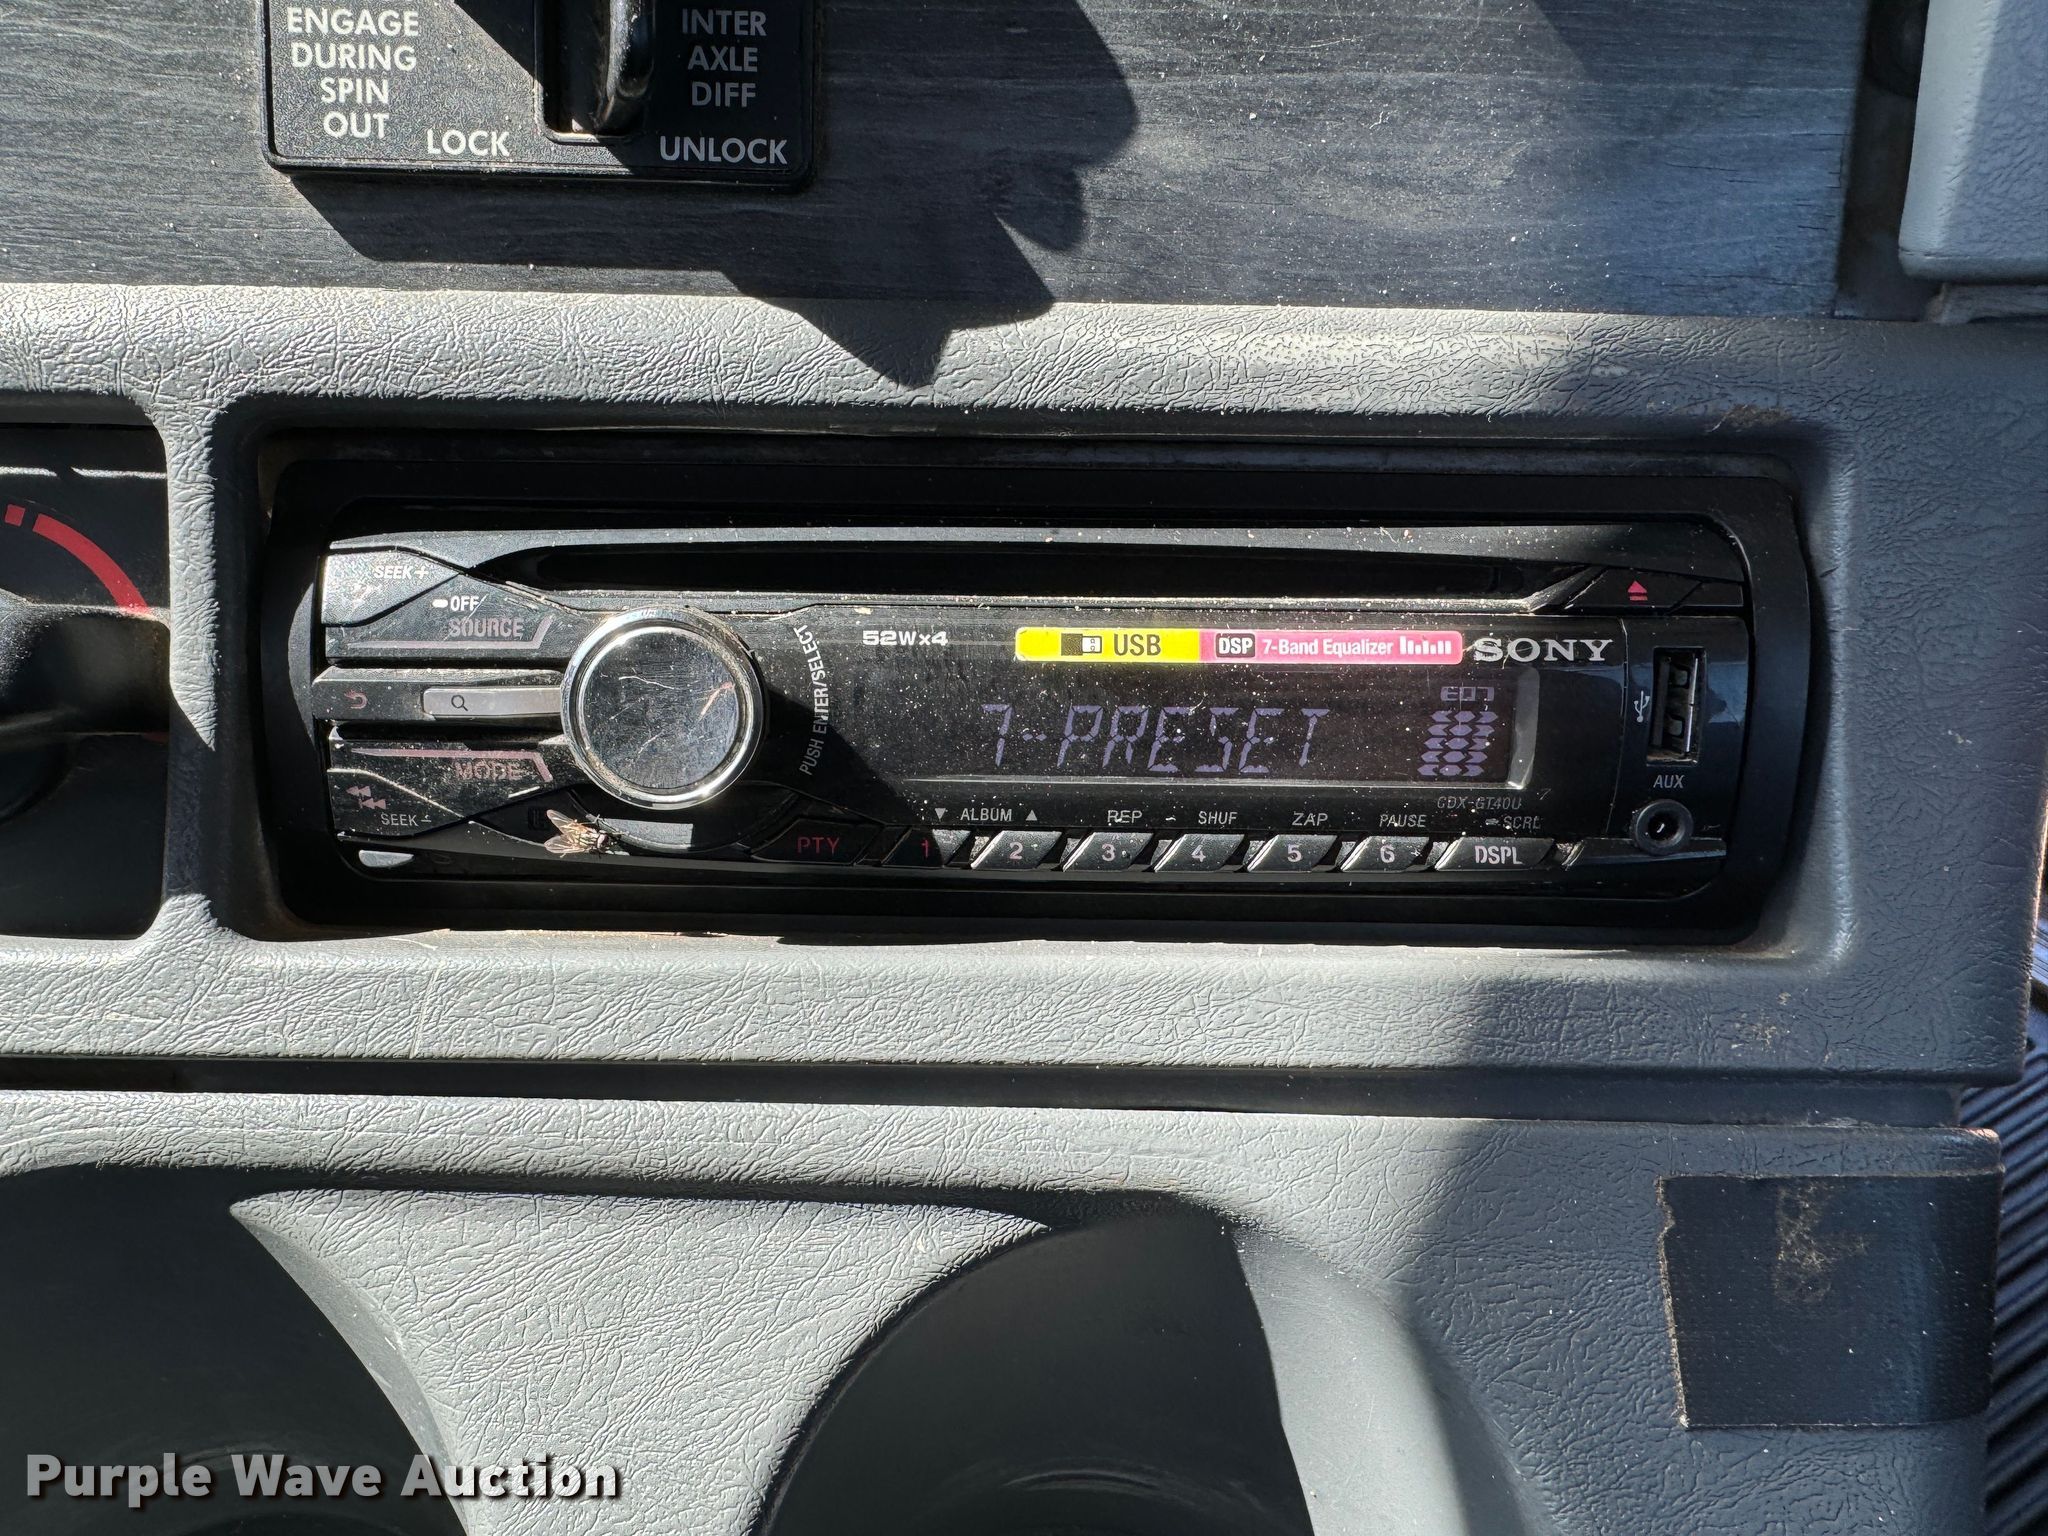 ENGAGE
DURING
SPIN
OUT
LOCK
INTER
AXLE
DIFF
UNLOCK
SEEK+
OFF
SOURCE
MODE
SEEK-
PUSH ENTER/SELECT
52Wx4
USB
DSP 7-Band Equalizer
SONY
EQ7
7-PRESET
CDX-GT40U
AUX
ALBUM
REP
SHUF
ZAP
PAUSE
SCRL
PTY
1
2
3
4
5
6
DSPL
Purple Wave Auction